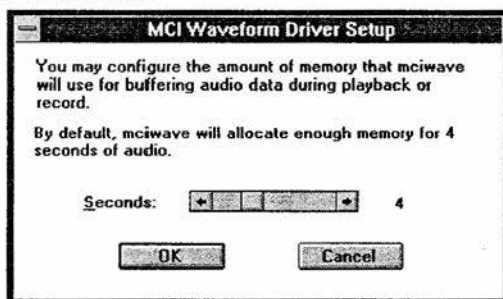 MCI Waveform Driver Setup
You may configure the amount of memory that mciwave
will use for buffering audio data during playback or
record.
By default, mciwave will allocate enough memory for 4
seconds of audio.
Seconds: 4
OK Cancel